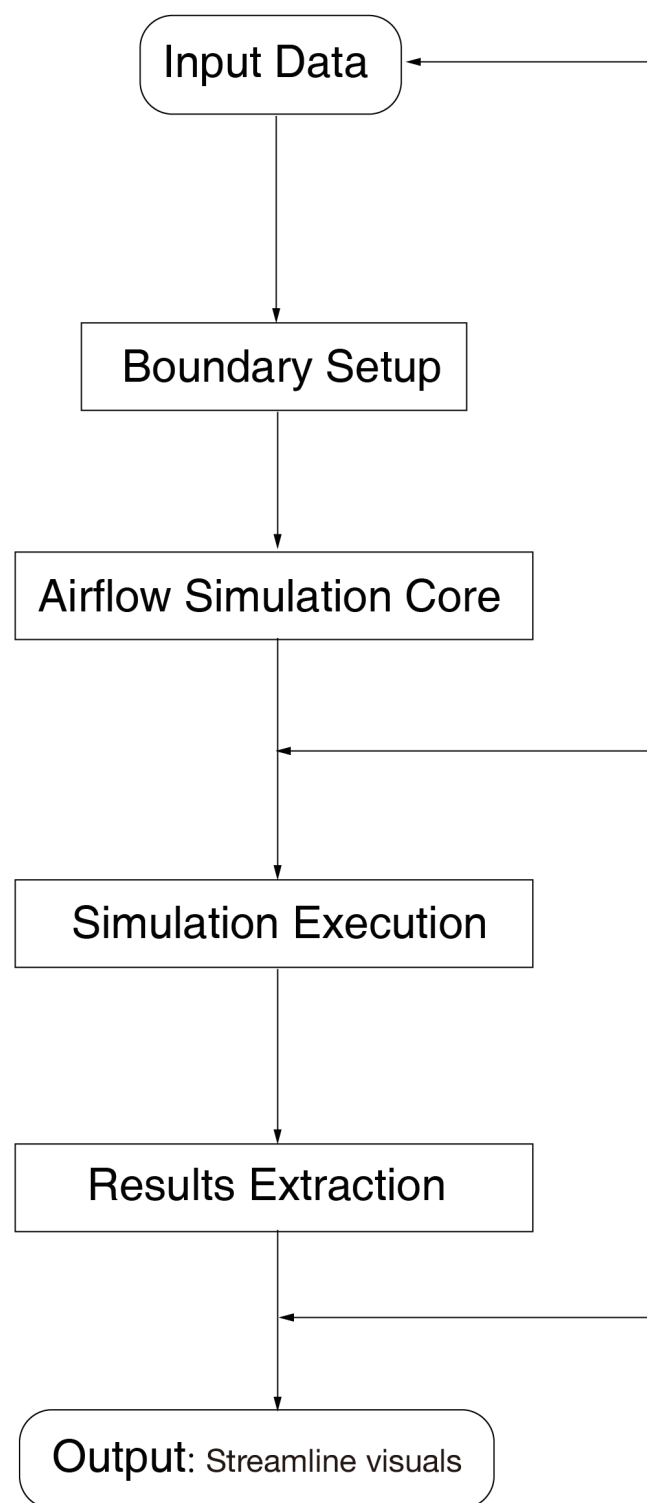 Input Data
Boundary Setup
Airflow Simulation Core
Simulation Execution
Results Extraction
Output: Streamline visuals